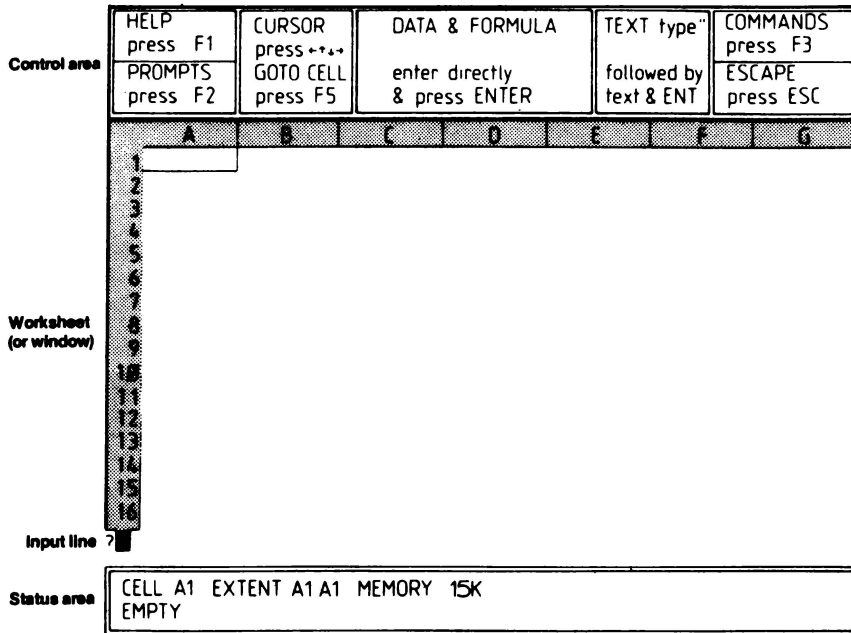 Control area
HELP
press F1
PROMPTS
press F2
CURSOR
press ←↑↓→
GOTO CELL
press F5
DATA & FORMULA
enter directly
& press ENTER
TEXT type"
followed by
text & ENT
COMMANDS
press F3
ESCAPE
press ESC
A B C D E F G
1
2
3
4
5
6
7
8
9
10
11
12
13
14
15
16
Worksheet
(or window)
Input line ?
Status area
CELL A1 EXTENT A1 A1 MEMORY 15K
EMPTY